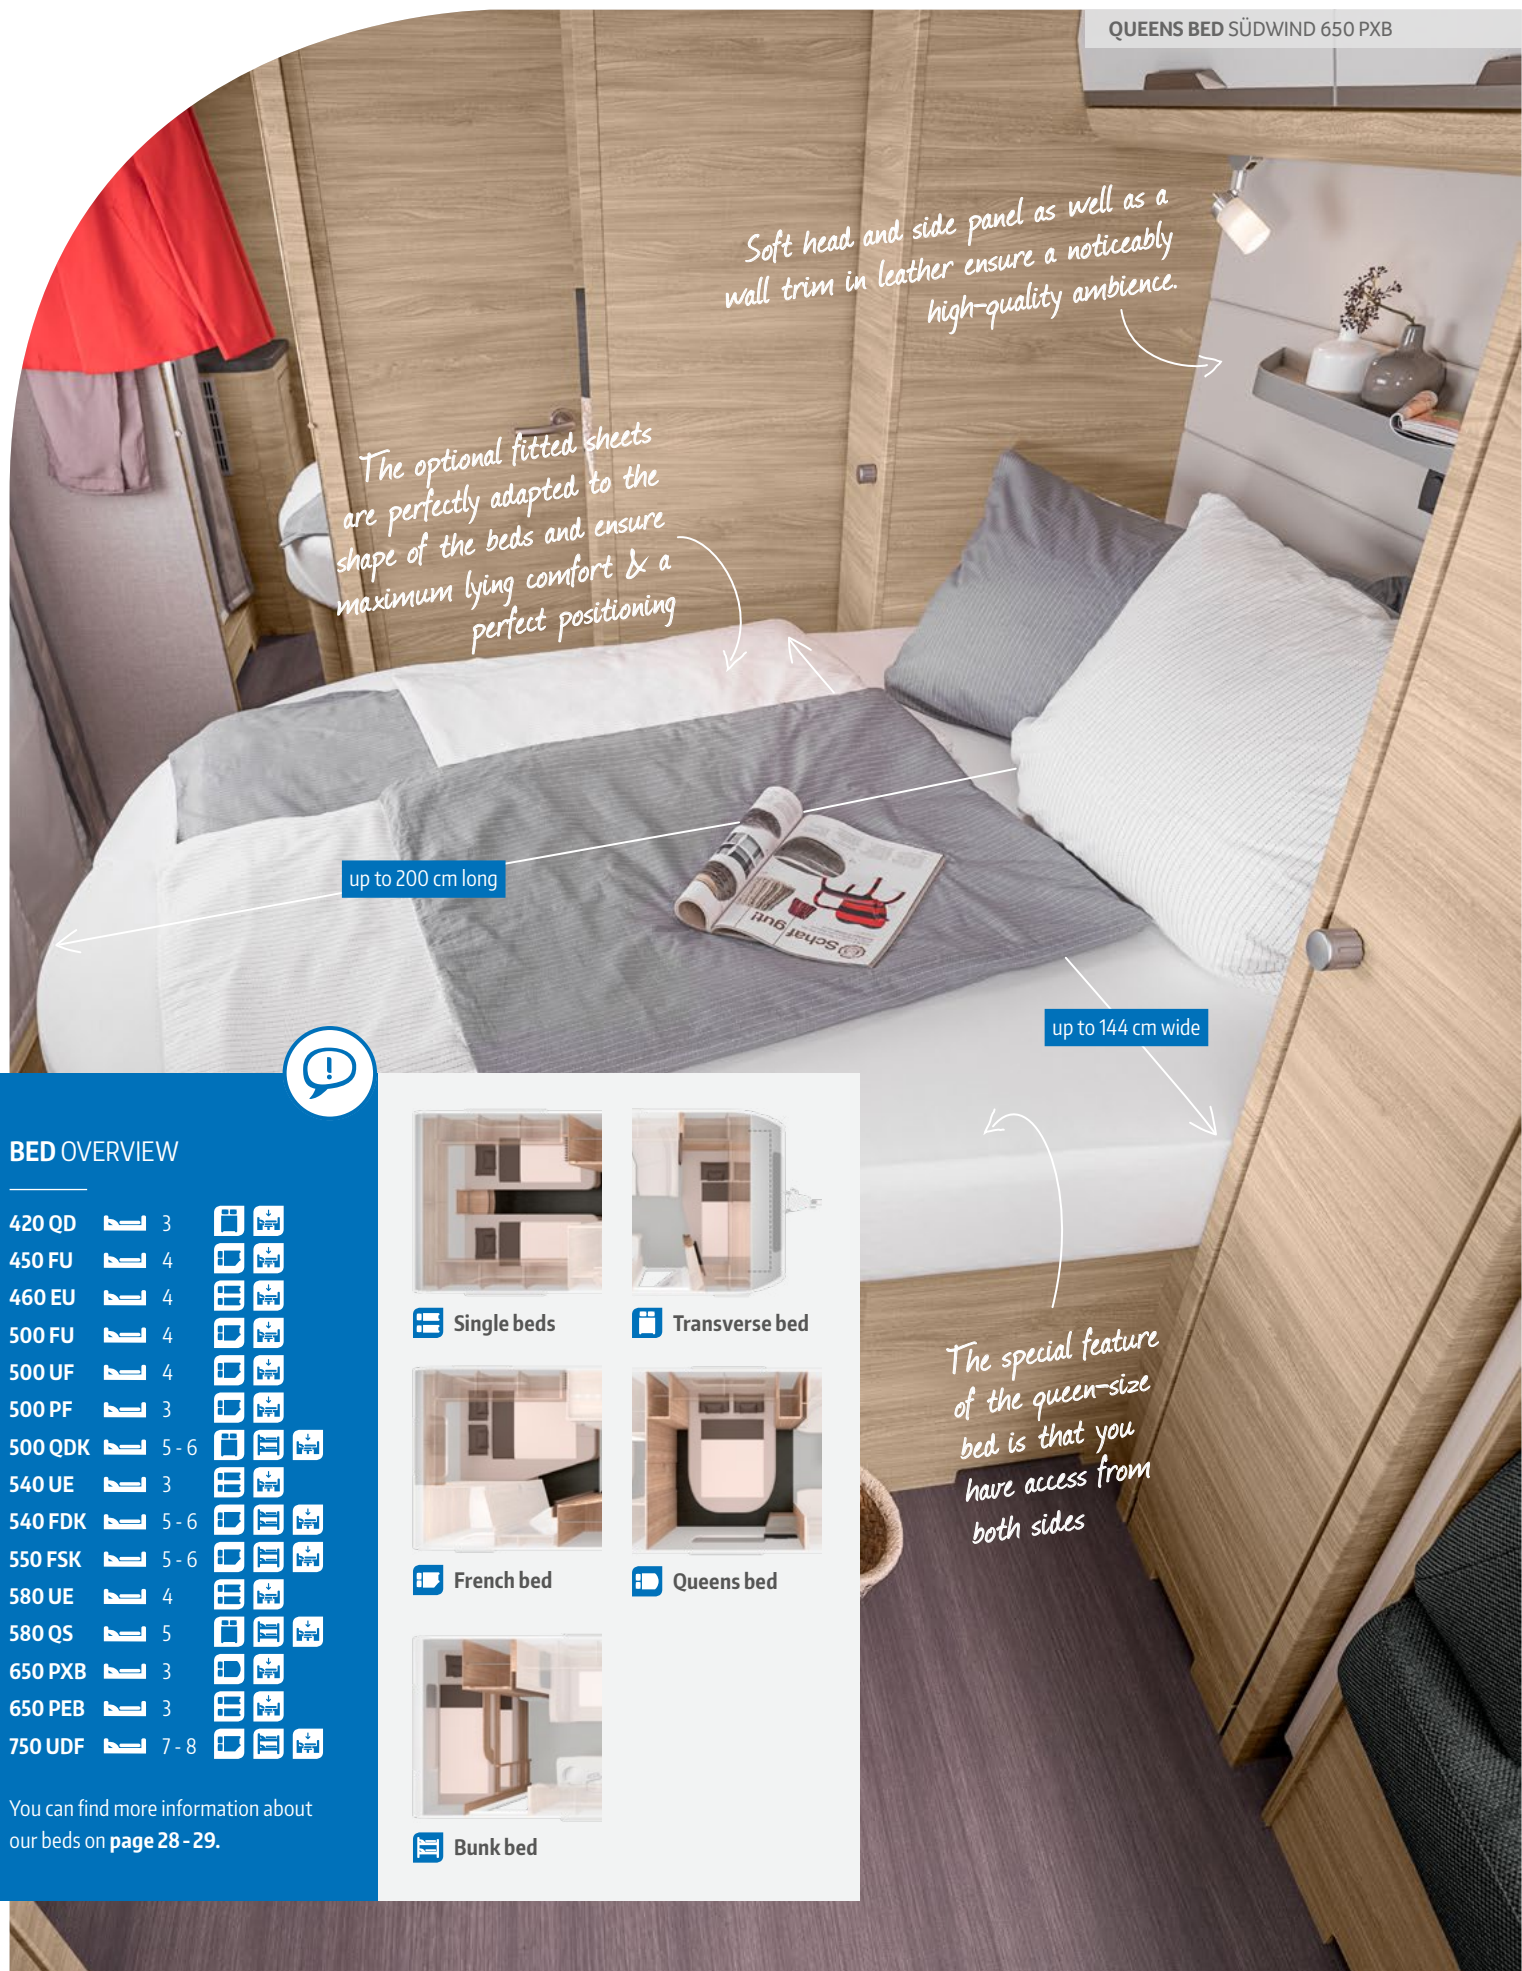 QUEENS BED SÜDWIND 650 PXB
Soft head and side panel as well as a
wall trim in leather ensure a noticeably
high-quality ambience.
The optional fitted sheets
are perfectly adapted to the
shape of the beds and ensure
maximum lying comfort & a
perfect positioning
up to 200 cm long
Schaf gut!
up to 144 cm wide
The special feature
of the queen-size
bed is that you
have access from
both sides
BED OVERVIEW
420 QD 3
450 FU 4
460 EU 4
500 FU 4
500 UF 4
500 PF 3
500 QDK 5 - 6
540 UE 3
540 FDK 5 - 6
550 FSK 5 - 6
580 UE 4
580 QS 5
650 PXB 3
650 PEB 3
750 UDF 7 - 8
You can find more information about
our beds on page 28 - 29.
Single beds
Transverse bed
French bed
Queens bed
Bunk bed